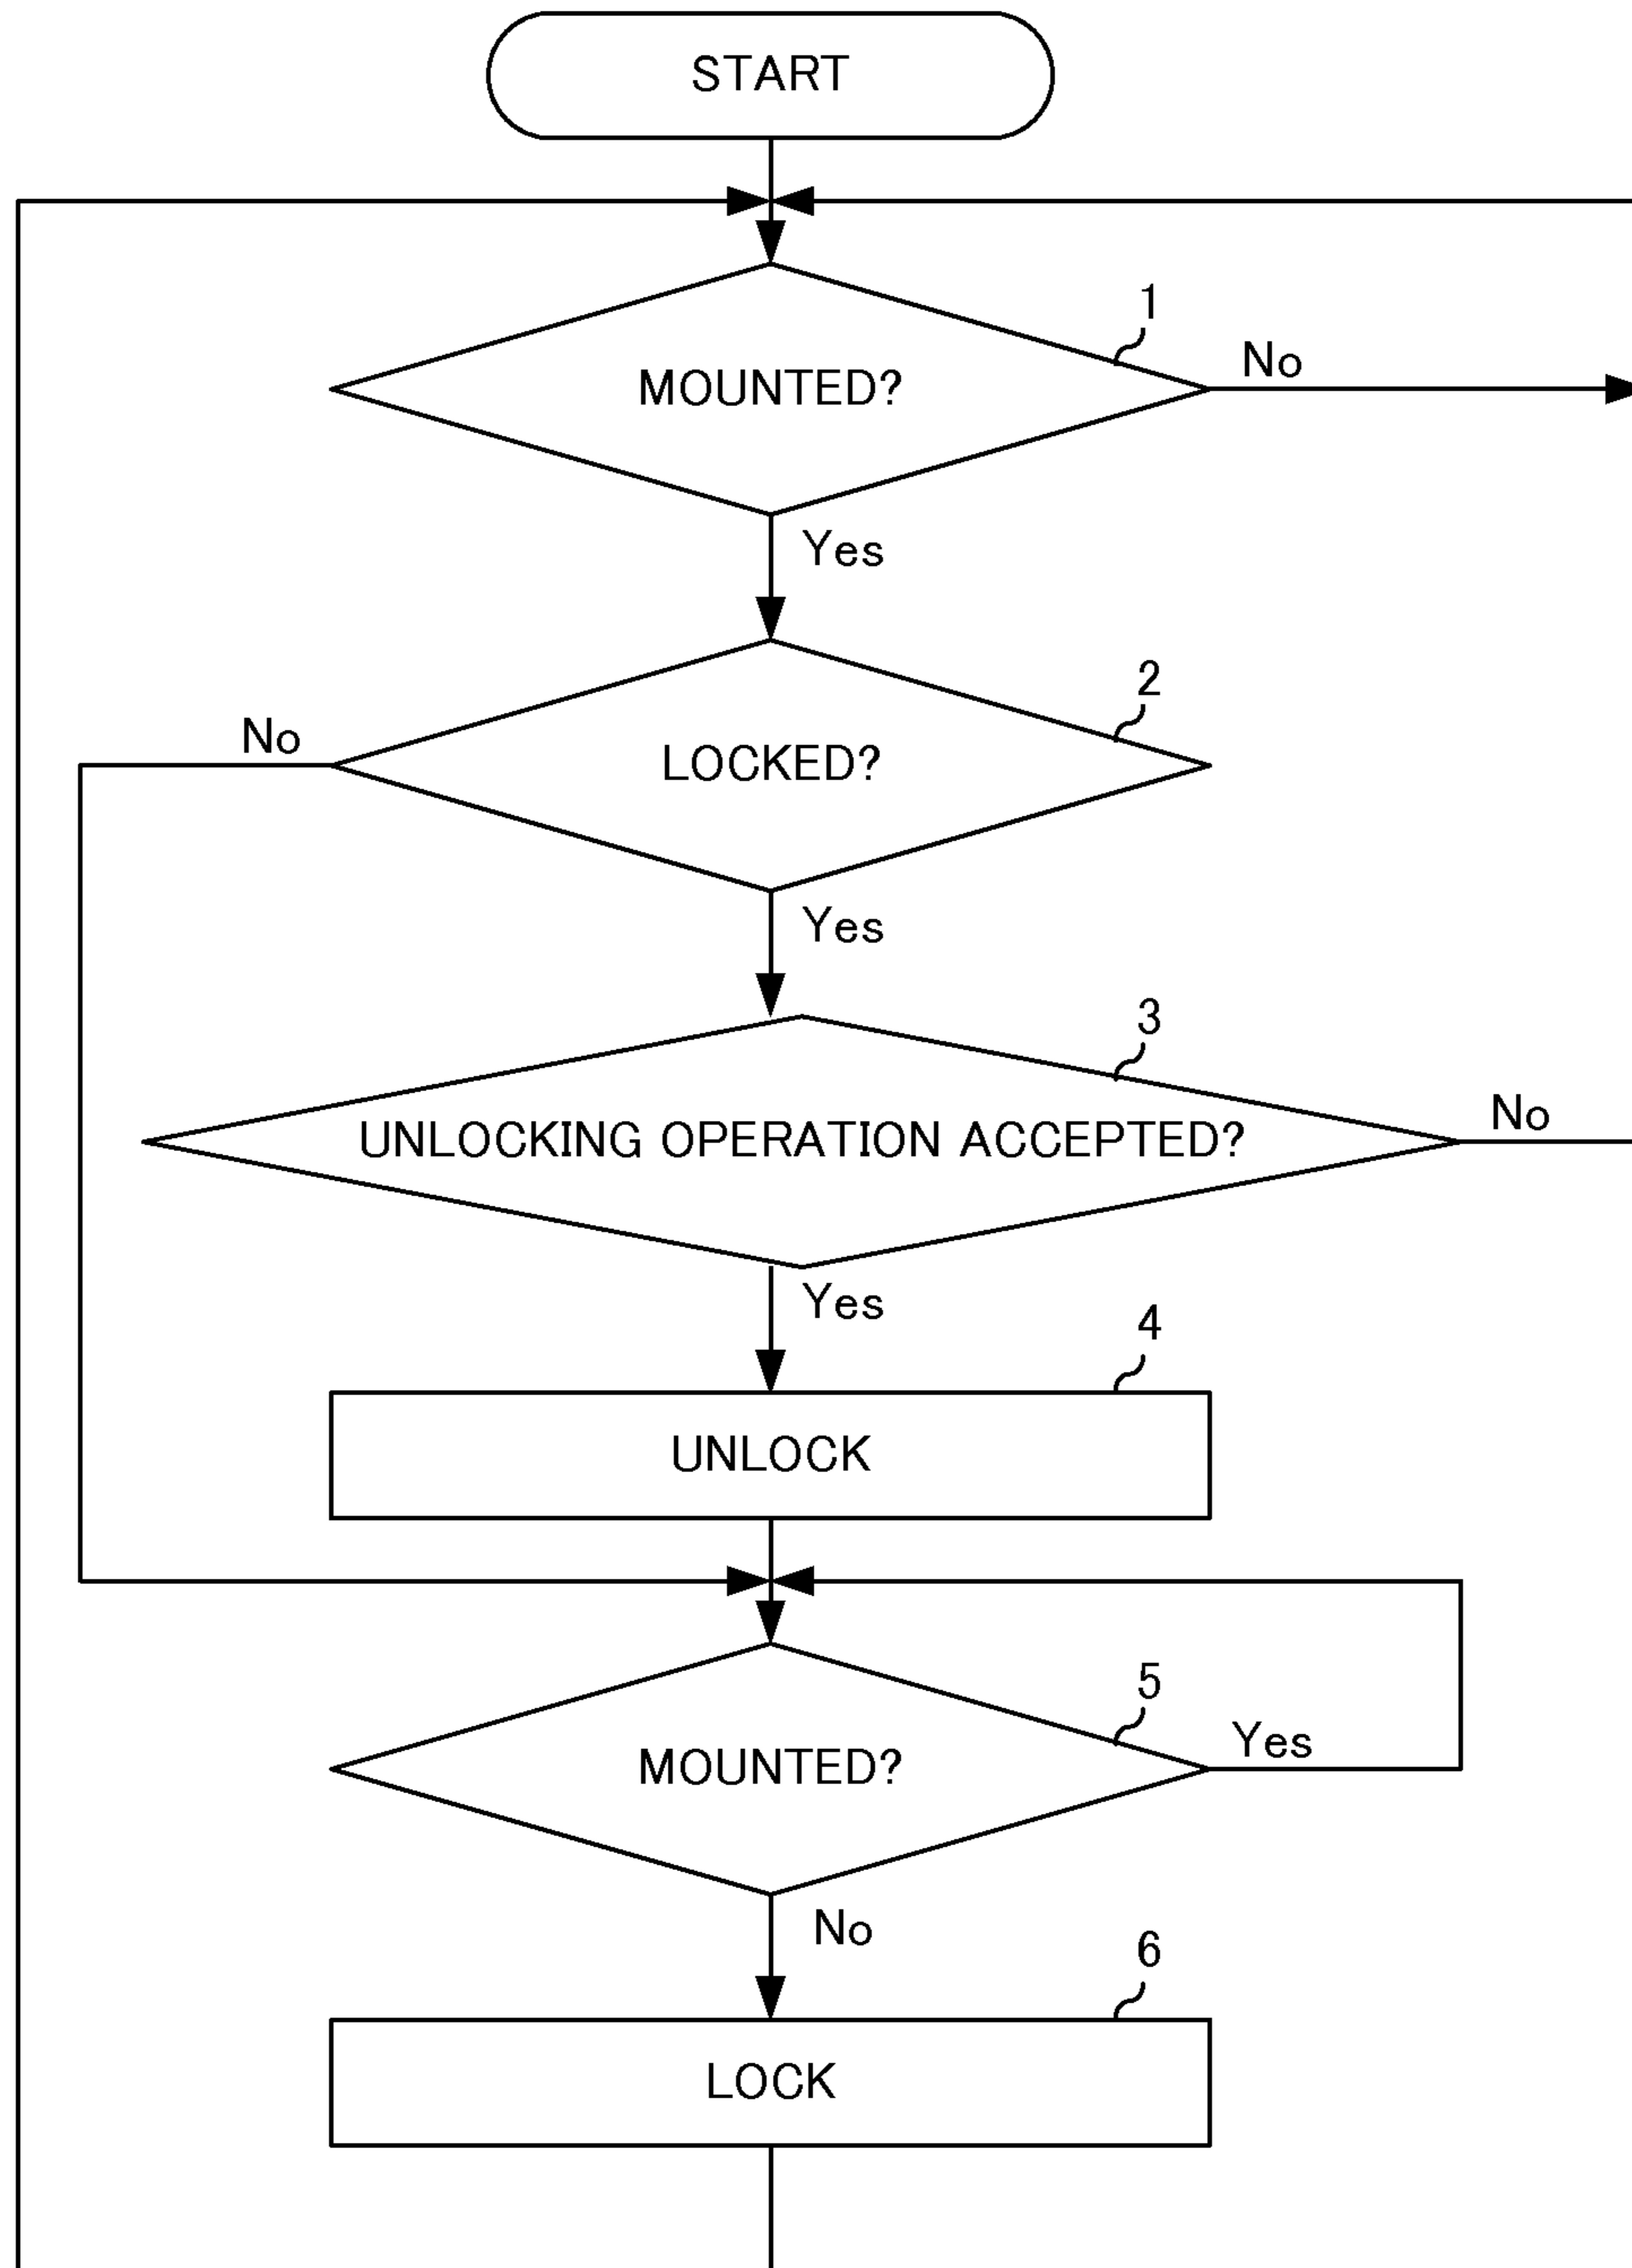 START
1
MOUNTED?
No
Yes
2
No
LOCKED?
Yes
3
UNLOCKING OPERATION ACCEPTED?
No
Yes
4
UNLOCK
5
MOUNTED?
Yes
No
6
LOCK